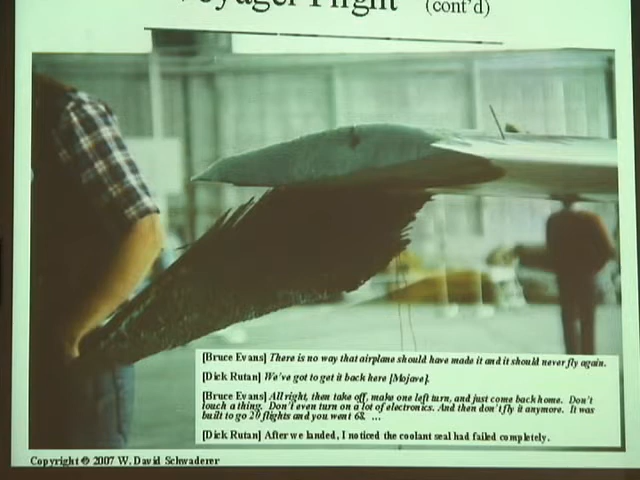 Voyager Flight (cont'd)
[Bruce Evans] There is no way that airplane should have made it and it should never fly again.
[Dick Rutan] We've got to get it back here [Mojave].
[Bruce Evans] All right, then take off, make one left turn, and just come back home. Don't
touch a thing. Don't even turn on a lot of electronics. And then don't fly it anymore. It was
built to go 20 flights and you went 68. ...
[Dick Rutan] After we landed, I noticed the coolant seal had failed completely.
Copyright © 2007 W. David Schwaderer